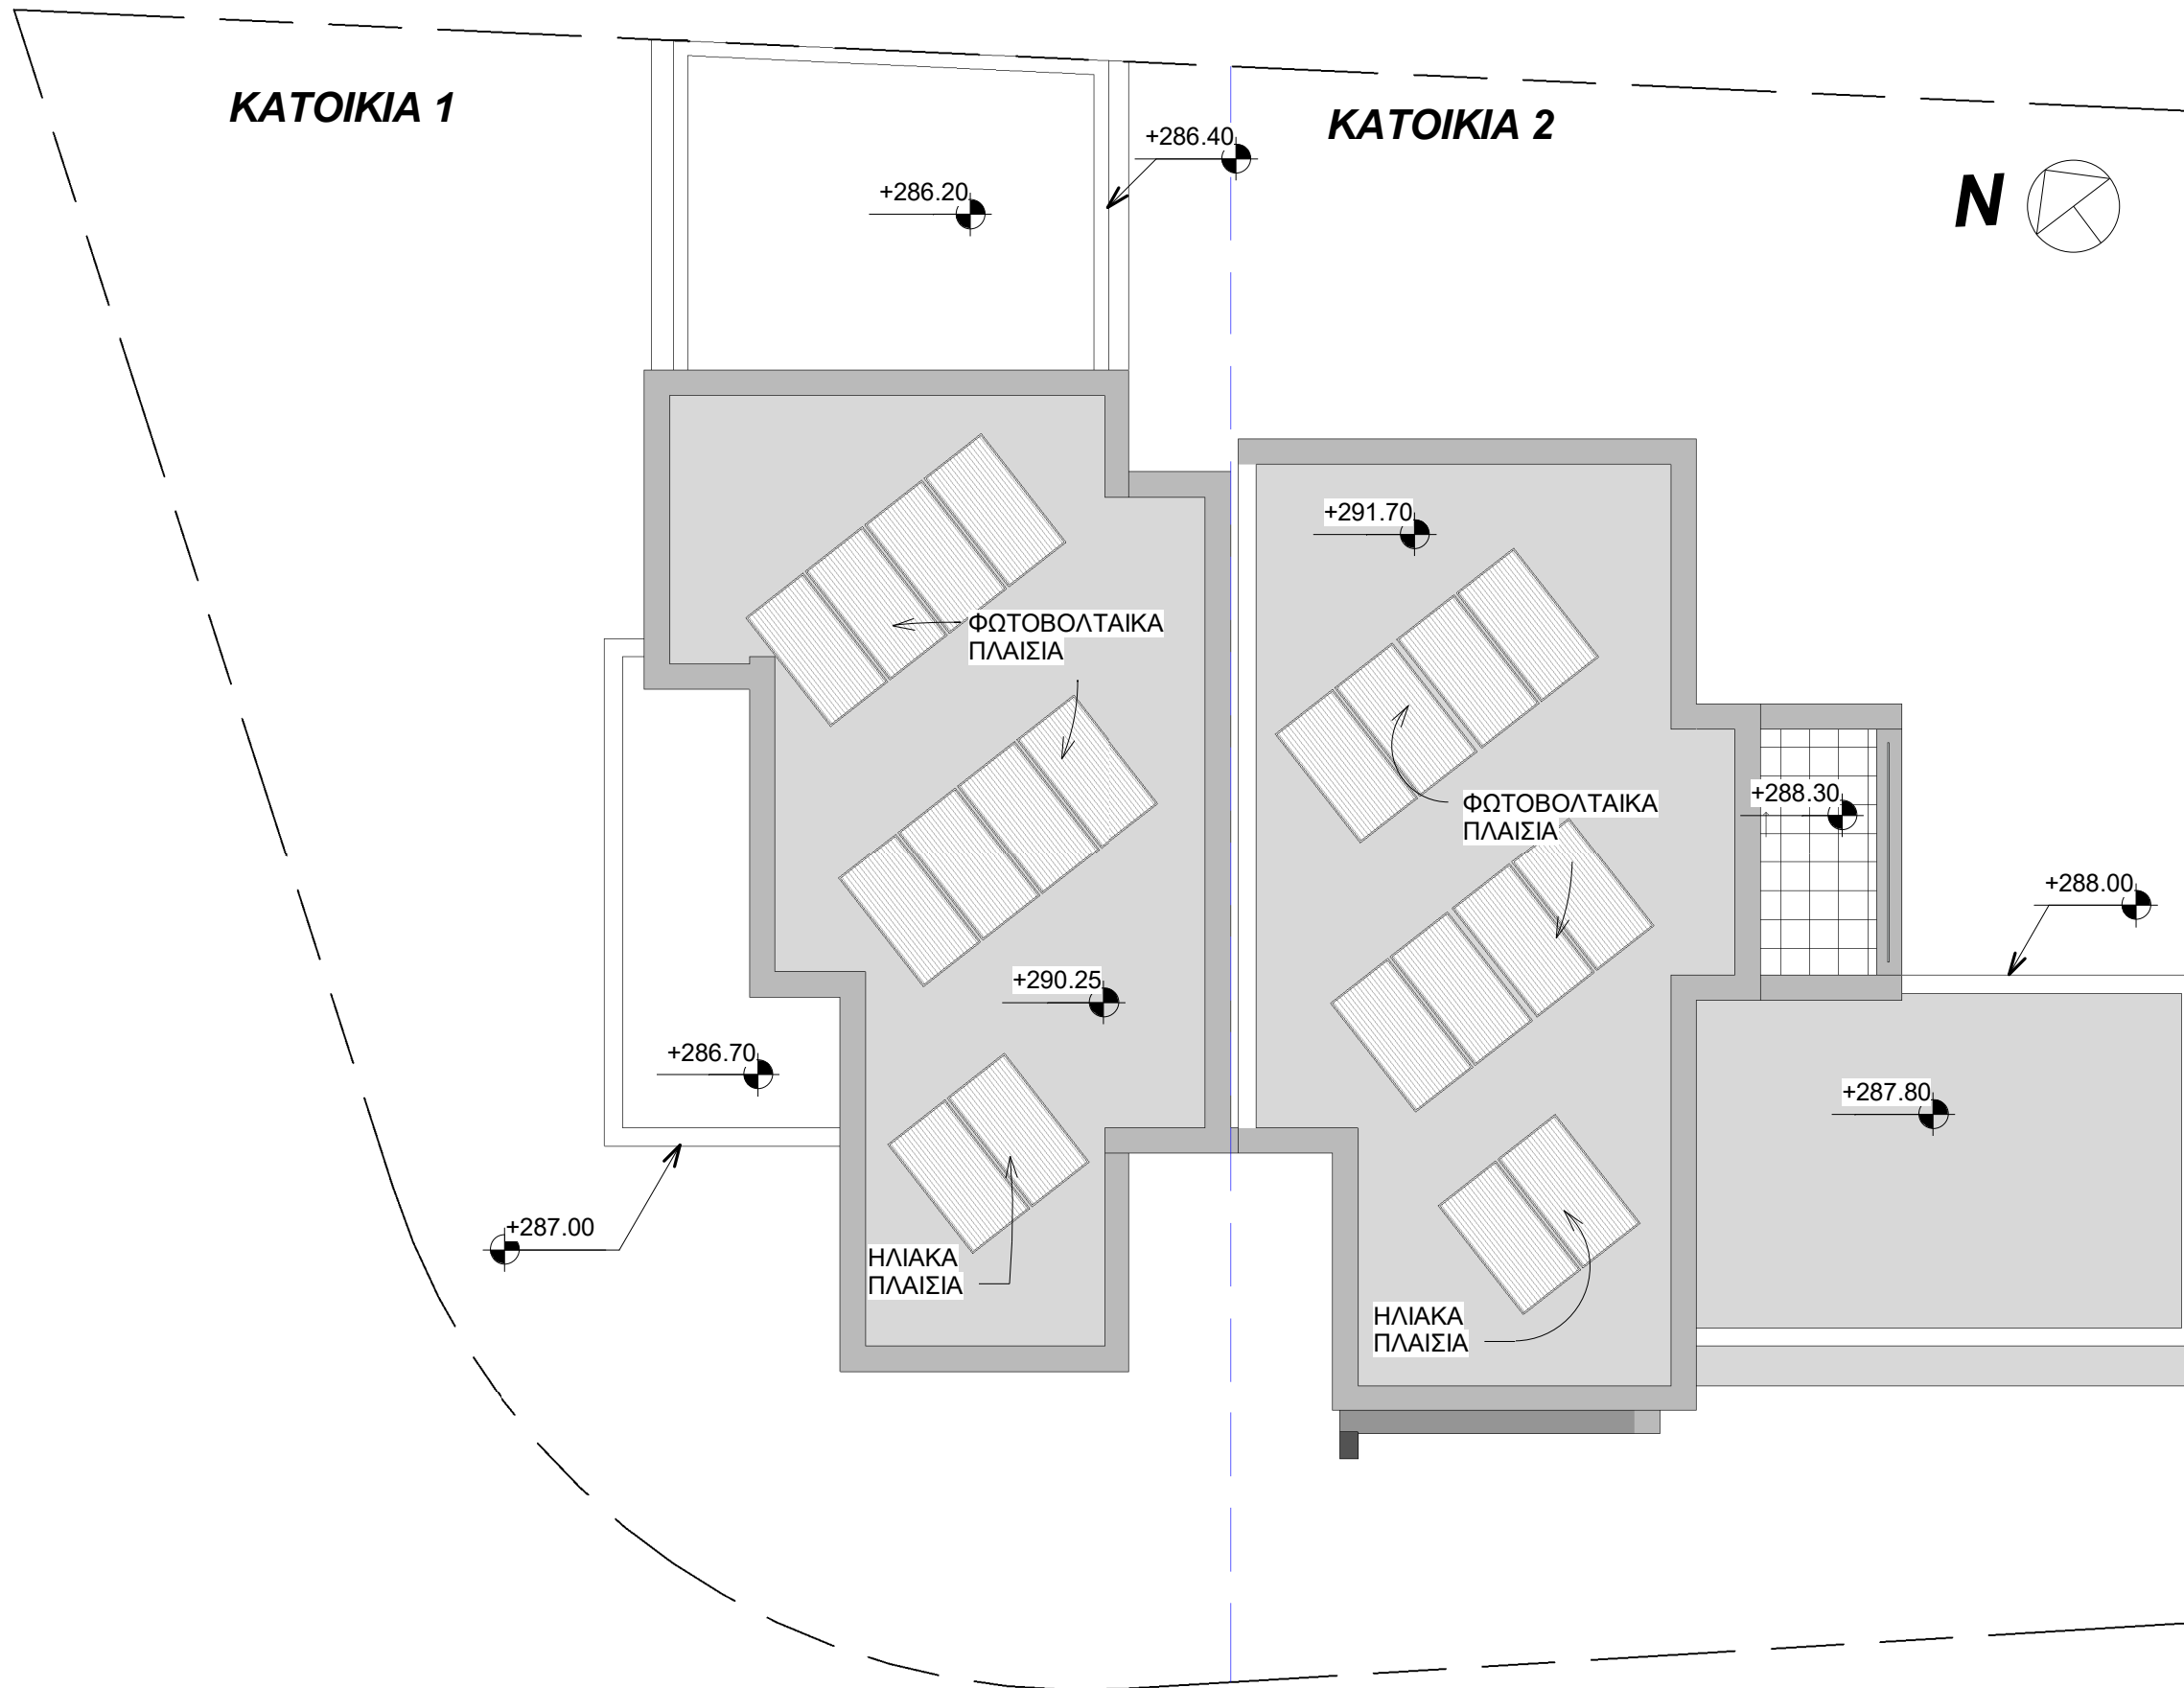 ΚΑΤΟΙΚΙΑ 1
ΚΑΤΟΙΚΙΑ 2
+286.40
+286.20
N
+291.70
ΦΩΤΟΒΟΛΤΑΙΚΑ
ΠΛΑΙΣΙΑ
+288.30
ΦΩΤΟΒΟΛΤΑΙΚΑ
ΠΛΑΙΣΙΑ
+288.00
+290.25
+286.70
+287.80
+287.00
ΗΛΙΑΚΑ
ΠΛΑΙΣΙΑ
ΗΛΙΑΚΑ
ΠΛΑΙΣΙΑ